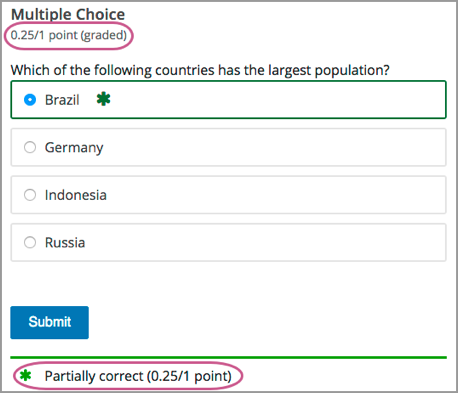 Multiple Choice
0.25/1 point (graded)
Which of the following countries has the largest population?
Brazil
Germany
Indonesia
Russia
Submit
Partially correct (0.25/1 point)